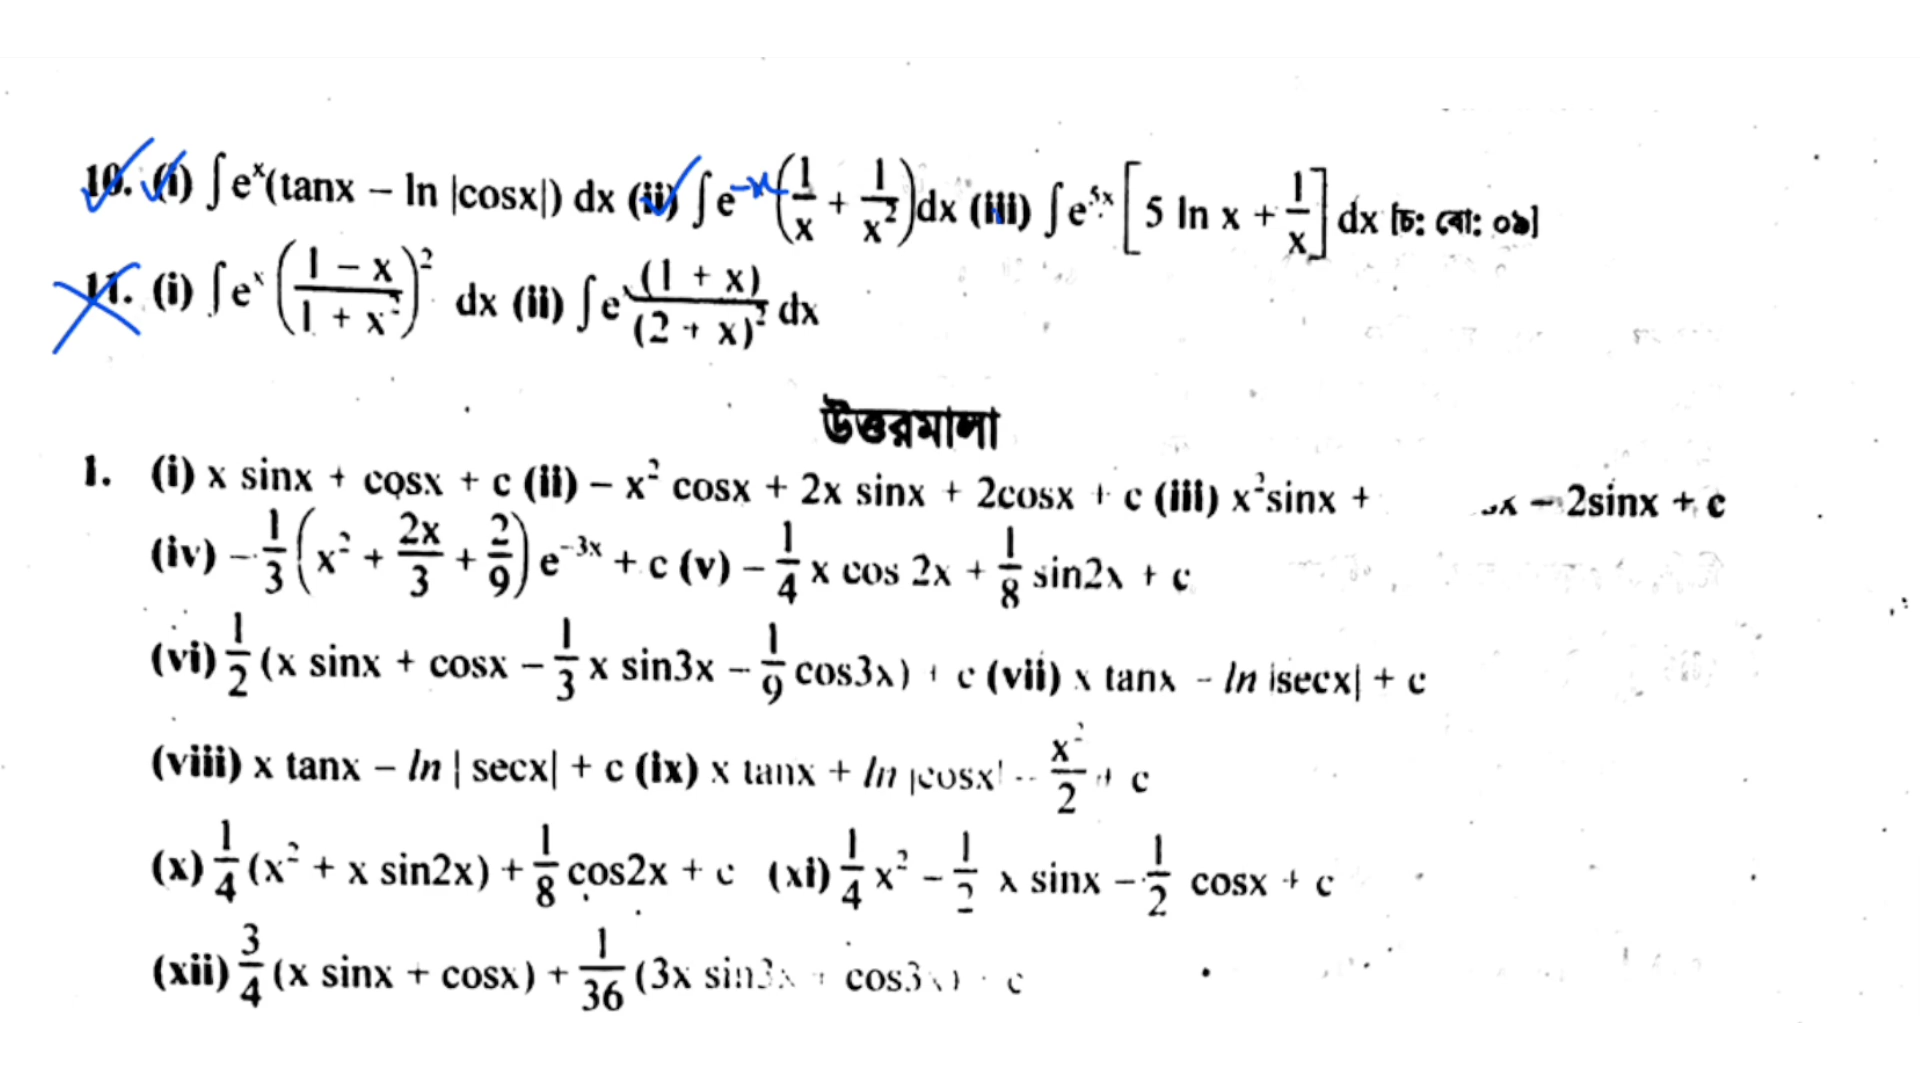 10. (i) ∫eˣ(tanx – ln |cosx|) dx (ii) ∫e⁻ˣ(1/x + 1/x²)dx (iii) ∫e⁵ˣ[5 ln x + 1/x] dx [চ: বো: ০৯]
11. (i) ∫eˣ((1 – x)/(1 + x²))² dx (ii) ∫eˣ (1 + x)/(2 + x)² dx
উত্তরমালা
1. (i) x sinx + cosx + c (ii) – x² cosx + 2x sinx + 2cosx + c (iii) x²sinx + – 2sinx + c
(iv) –1/3(x² + 2x/3 + 2/9)e⁻³ˣ + c (v) –1/4 x cos 2x + 1/8 sin2x + c
(vi) 1/2 (x sinx + cosx – 1/3 x sin3x – 1/9 cos3x) + c (vii) x tanx – ln |secx| + c
(viii) x tanx – ln | secx| + c (ix) x tanx + ln |cosx| – x²/2 + c
(x) 1/4 (x² + x sin2x) + 1/8 cos2x + c (xi) 1/4 x² – 1/2 x sinx – 1/2 cosx + c
(xii) 3/4 (x sinx + cosx) + 1/36 (3x sin3x + cos3x) + c